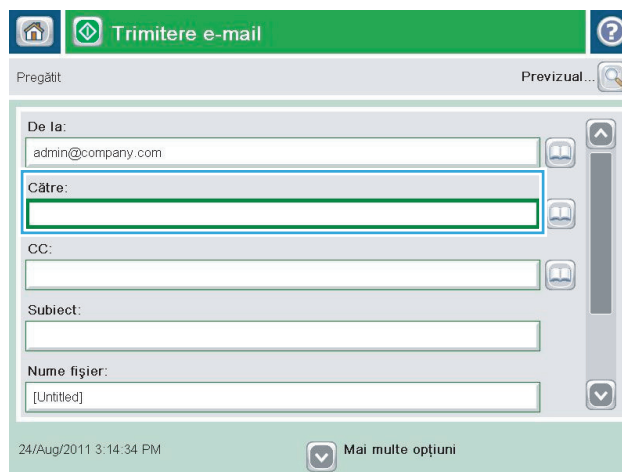 Trimitere e-mail
?
Pregătit
Previzual...
De la:
admin@company.com
Către:
CC:
Subiect:
Nume fișier:
[Untitled]
24/Aug/2011 3:14:34 PM
Mai multe opțiuni